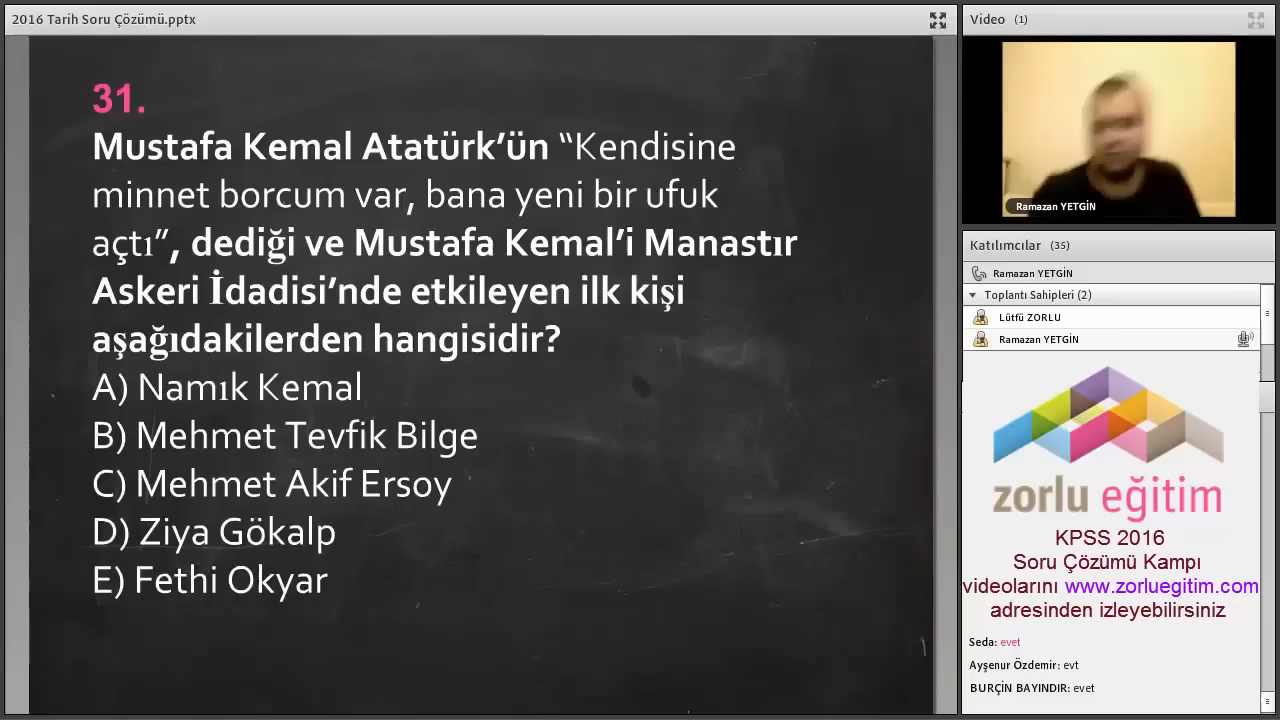 2016 Tarih Soru Çözümü.pptx
31.
Mustafa Kemal Atatürk’ün “Kendisine
minnet borcum var, bana yeni bir ufuk
açtı”, dediği ve Mustafa Kemal’i Manastır
Askeri İdadisi’nde etkileyen ilk kişi
aşağıdakilerden hangisidir?
A) Namık Kemal
B) Mehmet Tevfik Bilge
C) Mehmet Akif Ersoy
D) Ziya Gökalp
E) Fethi Okyar
Video (1)
Ramazan YETGİN
Katılımcılar (35)
Ramazan YETGİN
Toplantı Sahipleri (2)
Lütfü ZORLU
Ramazan YETGİN
zorlu eğitim
KPSS 2016
Soru Çözümü Kampı
videolarını www.zorluegitim.com
adresinden izleyebilirsiniz
Seda: evet
Ayşenur Özdemir: evt
BURÇİN BAYINDIR: evet